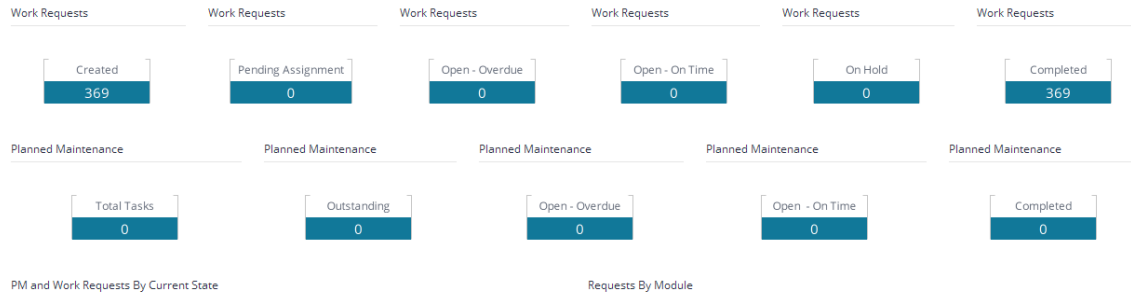 Work Requests Work Requests Work Requests Work Requests Work Requests Work Requests
Created Pending Assignment Open - Overdue Open - On Time On Hold Completed
369 0 0 0 0 369
Planned Maintenance Planned Maintenance Planned Maintenance Planned Maintenance Planned Maintenance
Total Tasks Outstanding Open - Overdue Open - On Time Completed
0 0 0 0 0
PM and Work Requests By Current State Requests By Module